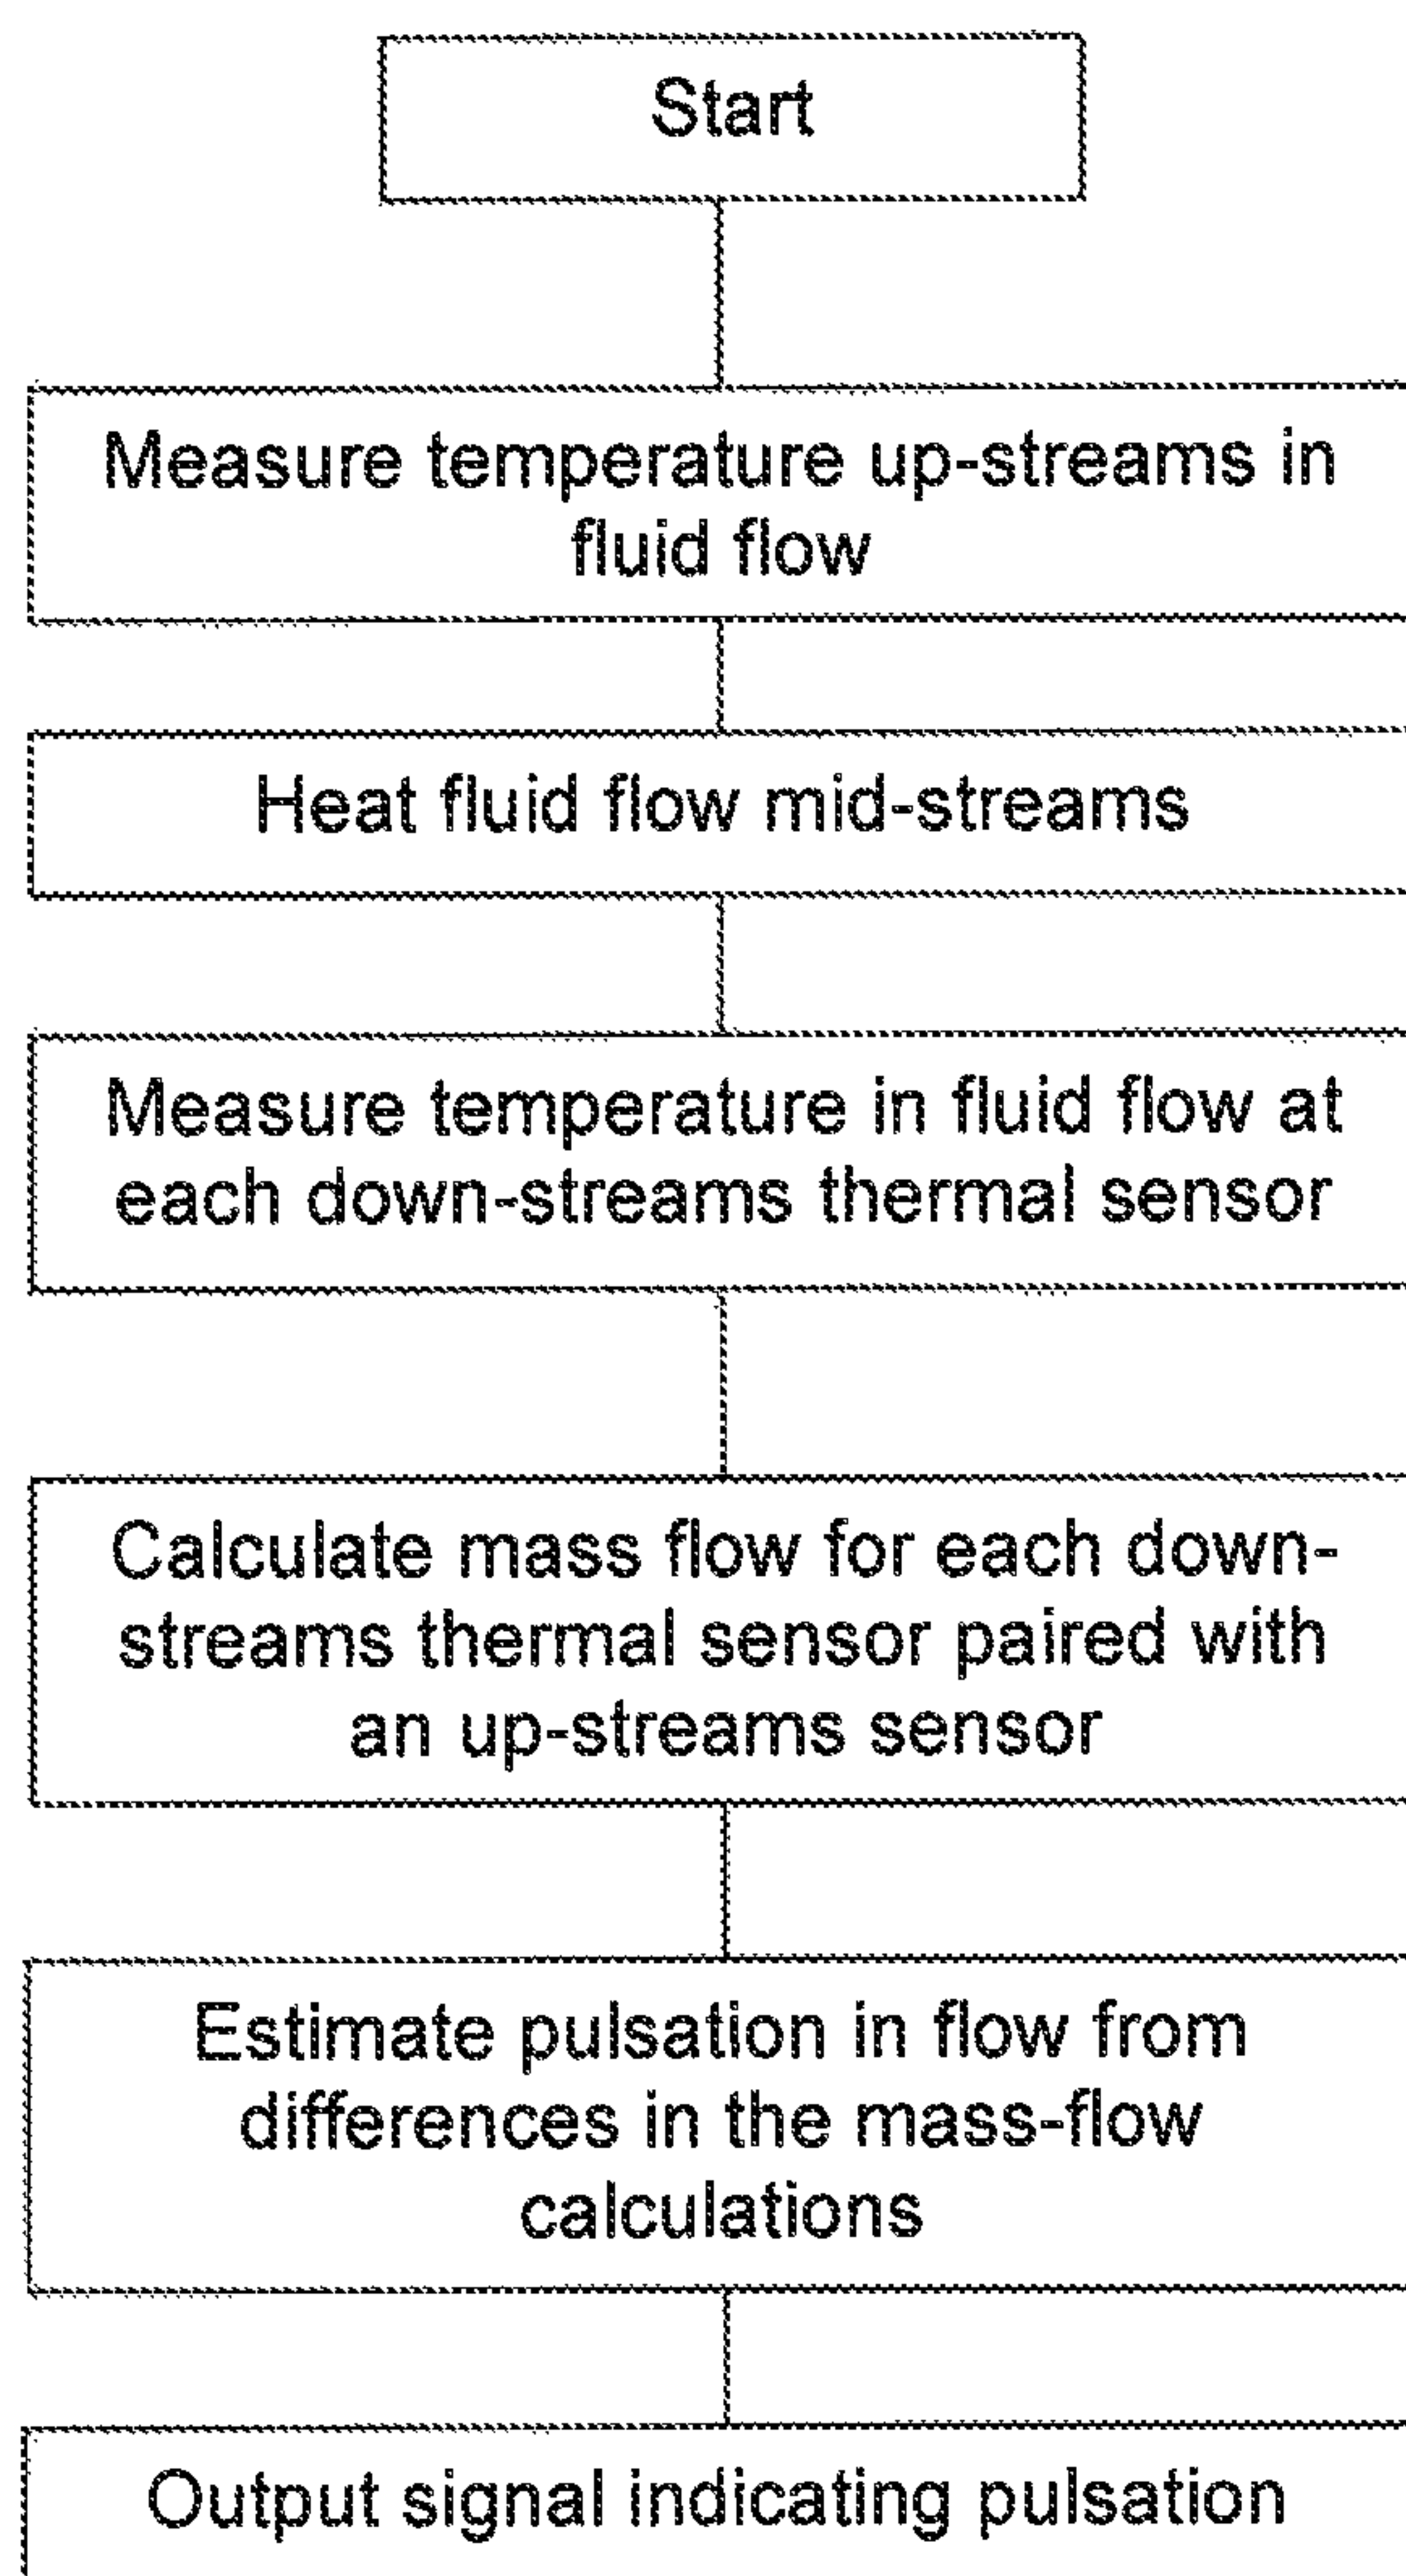 Start
Measure temperature up-streams in
fluid flow
Heat fluid flow mid-streams
Measure temperature in fluid flow at
each down-streams thermal sensor
Calculate mass flow for each down-
streams thermal sensor paired with
an up-streams sensor
Estimate pulsation in flow from
differences in the mass-flow
calculations
Output signal indicating pulsation